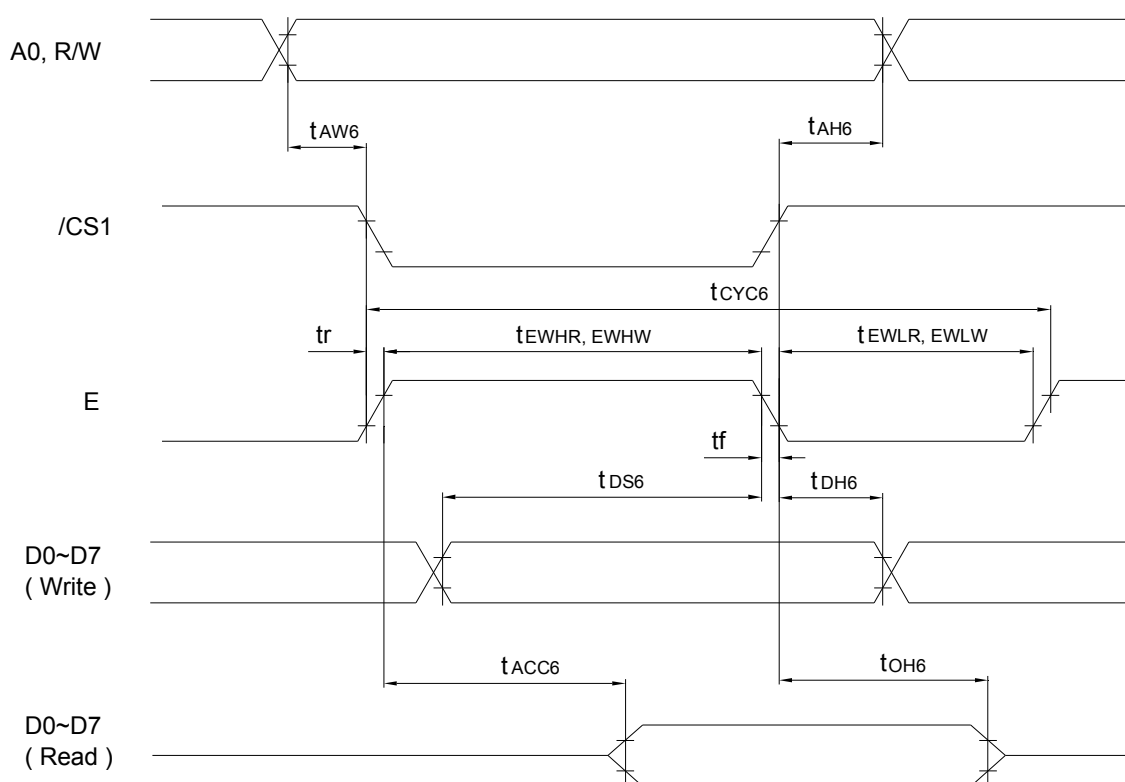 A0, R/W
tAW6
tAH6
/CS1
tCYC6
tr
tEWHR, EWHW
tEWLR, EWLW
E
tf
tDS6
tDH6
D0~D7
( Write )
tACC6
tOH6
D0~D7
( Read )